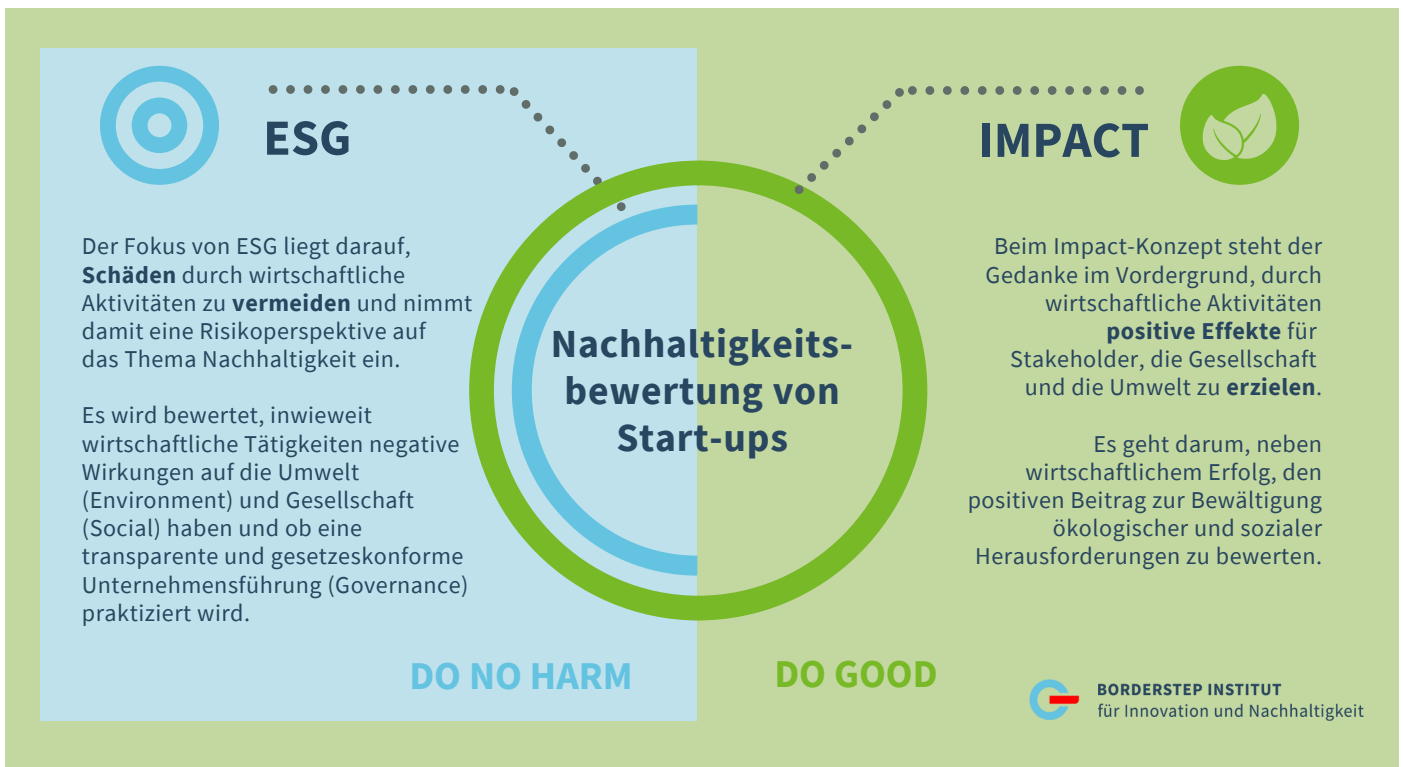 ESG
Der Fokus von ESG liegt darauf,
Schäden durch wirtschaftliche
Aktivitäten zu vermeiden und nimmt
damit eine Risikoperspektive auf
das Thema Nachhaltigkeit ein.
Es wird bewertet, inwieweit
wirtschaftliche Tätigkeiten negative
Wirkungen auf die Umwelt
(Environment) und Gesellschaft
(Social) haben und ob eine
transparente und gesetzeskonforme
Unternehmensführung (Governance)
praktiziert wird.
DO NO HARM
Nachhaltigkeits-
bewertung von
Start-ups
IMPACT
Beim Impact-Konzept steht der
Gedanke im Vordergrund, durch
wirtschaftliche Aktivitäten
positive Effekte für
Stakeholder, die Gesellschaft
und die Umwelt zu erzielen.
Es geht darum, neben
wirtschaftlichem Erfolg, den
positiven Beitrag zur Bewältigung
ökologischer und sozialer
Herausforderungen zu bewerten.
DO GOOD
BORDERSTEP INSTITUT
für Innovation und Nachhaltigkeit